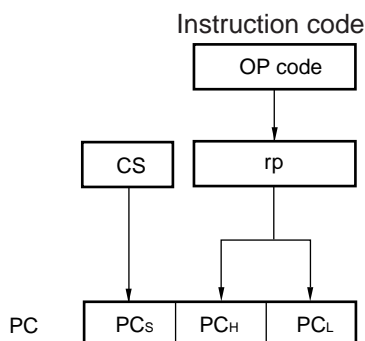 Instruction code
OP code
CS
rp
PC
PCS
PCH
PCL